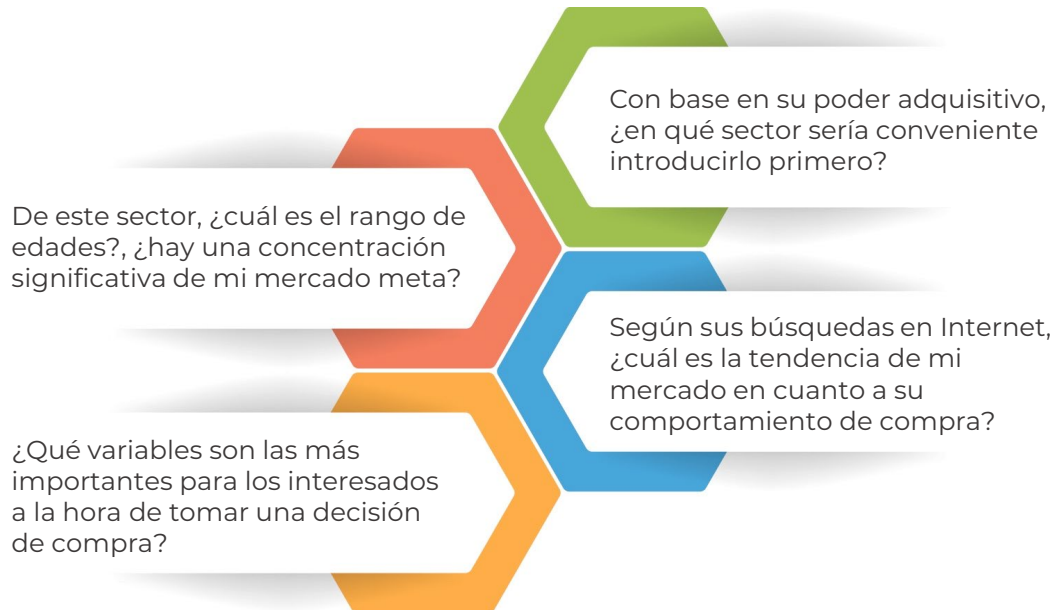 Con base en su poder adquisitivo,
¿en qué sector sería conveniente
introducirlo primero?
De este sector, ¿cuál es el rango de
edades?, ¿hay una concentración
significativa de mi mercado meta?
Según sus búsquedas en Internet,
¿cuál es la tendencia de mi
mercado en cuanto a su
comportamiento de compra?
¿Qué variables son las más
importantes para los interesados
a la hora de tomar una decisión
de compra?